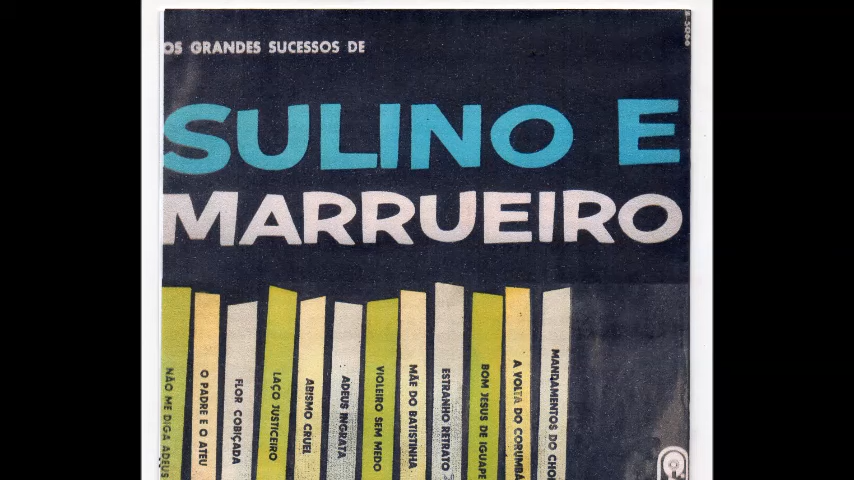 OS GRANDES SUCESSOS DE
SULINO E
MARRUEIRO
NÃO ME DIGA ADEUS
O PADRE E O ATEU
FLOR COBIÇADA
LAÇO JUSTICEIRO
ABISMO CRUEL
ADEUS INGRATA
VIOLEIRO SEM MEDO
MÃE DO BATISTINHA
ESTRANHO RETRATO
BOM JESUS DE IGUAPE
A VOLTA DO CORUMBÁ
MANDAMENTOS DO